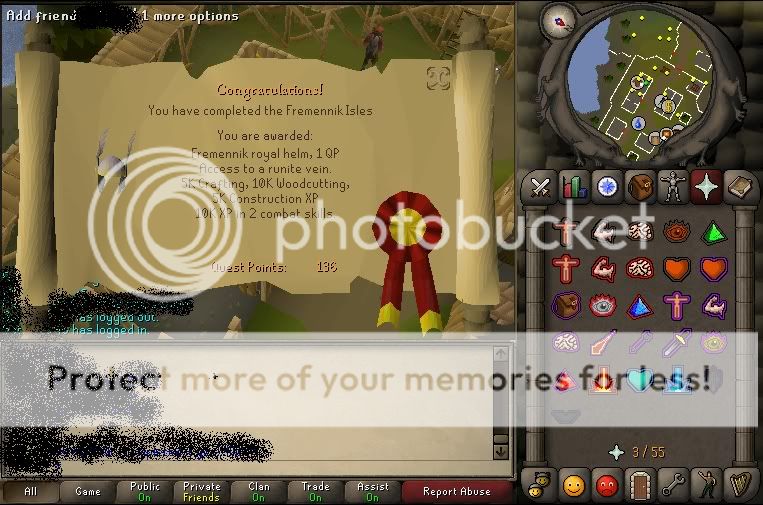 Add friend
1 more options
Congratulations!
You have completed the Fremennik Isles
You are awarded:
Fremennik royal helm, 1 QP
Access to a runite vein.
5K Crafting, 10K Woodcutting,
5K Construction XP
10K XP in 2 combat skills
Quest Points: 136
photobucket
has logged out.
has logged in.
Protect more of your memories for less!
3 / 55
All
Game
Public
On
Private
Friends
Clan
On
Trade
On
Assist
On
Report Abuse